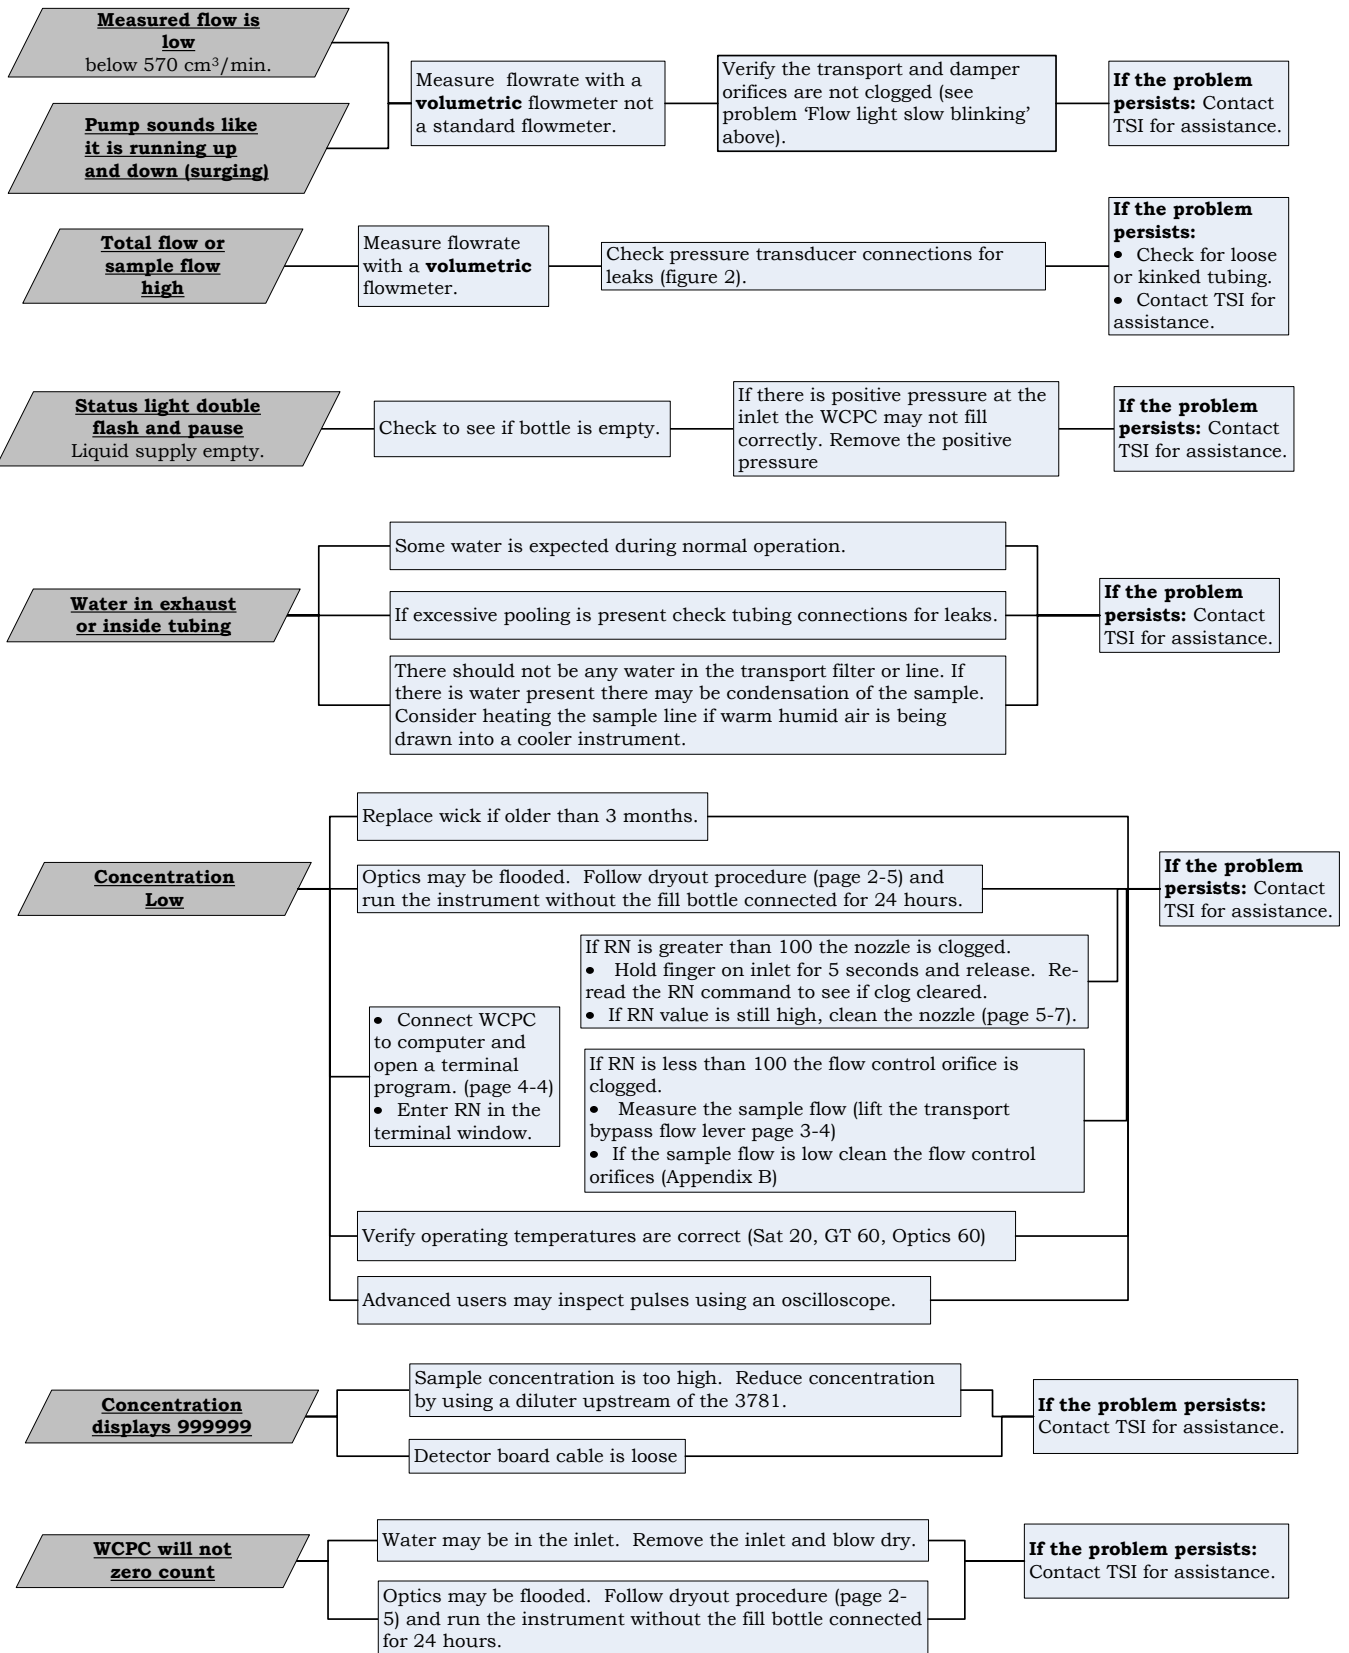 Measured flow is
low
below 570 cm³/min.
Pump sounds like
it is running up
and down (surging)
Measure flowrate with a
volumetric flowmeter not
a standard flowmeter.
Verify the transport and damper
orifices are not clogged (see
problem ‘Flow light slow blinking’
above).
If the problem
persists: Contact
TSI for assistance.
Total flow or
sample flow
high
Measure flowrate
with a volumetric
flowmeter.
Check pressure transducer connections for
leaks (figure 2).
If the problem
persists:
• Check for loose
or kinked tubing.
• Contact TSI for
assistance.
Status light double
flash and pause
Liquid supply empty.
Check to see if bottle is empty.
If there is positive pressure at the
inlet the WCPC may not fill
correctly. Remove the positive
pressure
If the problem
persists: Contact
TSI for assistance.
Water in exhaust
or inside tubing
Some water is expected during normal operation.
If excessive pooling is present check tubing connections for leaks.
There should not be any water in the transport filter or line. If
there is water present there may be condensation of the sample.
Consider heating the sample line if warm humid air is being
drawn into a cooler instrument.
If the problem
persists: Contact
TSI for assistance.
Concentration
Low
Replace wick if older than 3 months.
Optics may be flooded. Follow dryout procedure (page 2-5) and
run the instrument without the fill bottle connected for 24 hours.
• Connect WCPC
to computer and
open a terminal
program. (page 4-4)
• Enter RN in the
terminal window.
If RN is greater than 100 the nozzle is clogged.
• Hold finger on inlet for 5 seconds and release. Re-
read the RN command to see if clog cleared.
• If RN value is still high, clean the nozzle (page 5-7).
If RN is less than 100 the flow control orifice is
clogged.
• Measure the sample flow (lift the transport
bypass flow lever page 3-4)
• If the sample flow is low clean the flow control
orifices (Appendix B)
Verify operating temperatures are correct (Sat 20, GT 60, Optics 60)
Advanced users may inspect pulses using an oscilloscope.
If the problem
persists: Contact
TSI for assistance.
Concentration
displays 999999
Sample concentration is too high. Reduce concentration
by using a diluter upstream of the 3781.
Detector board cable is loose
If the problem persists:
Contact TSI for assistance.
WCPC will not
zero count
Water may be in the inlet. Remove the inlet and blow dry.
Optics may be flooded. Follow dryout procedure (page 2-
5) and run the instrument without the fill bottle connected
for 24 hours.
If the problem persists:
Contact TSI for assistance.